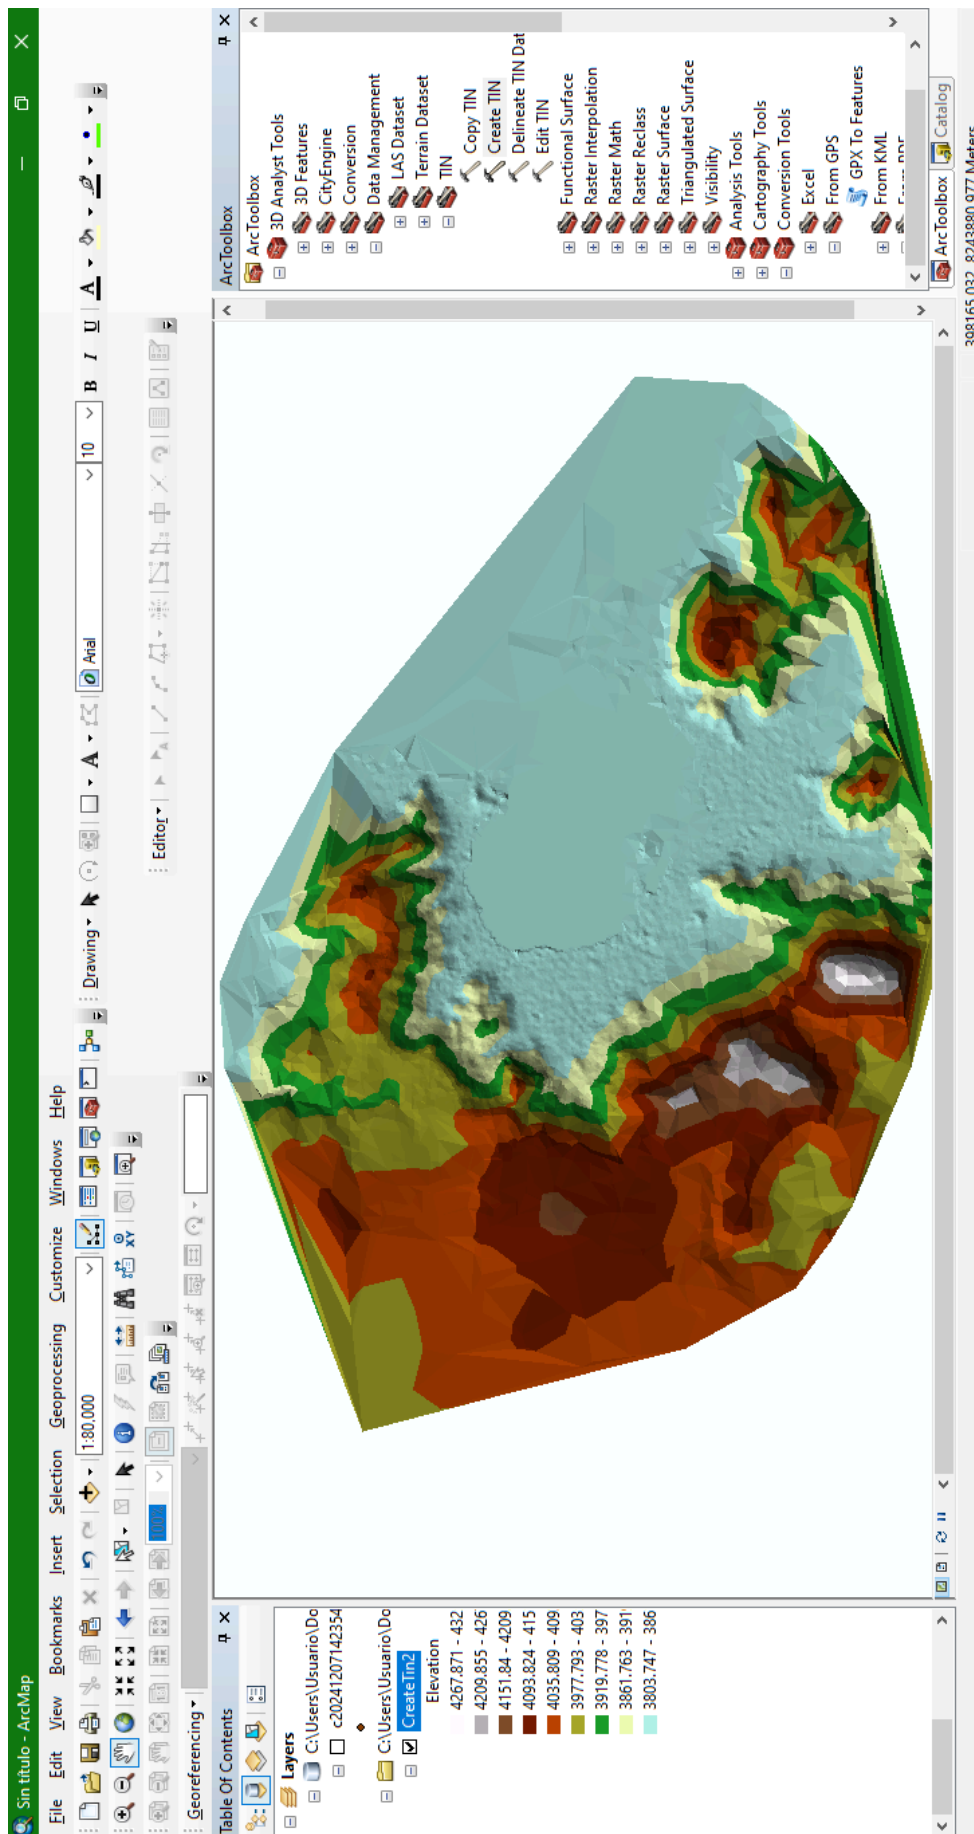 Sin título - ArcMap
File Edit View Bookmarks Insert Selection Geoprocessing Customize Windows Help
1:80,000
Drawing
Arial
10
B I U
100%
Editor
Georeferencing
Table Of Contents
Layers
C:\Users\Usuario\Do
c20241207142354
C:\Users\Usuario\Do
CreateTin2
Elevation
4267.871 - 432
4209.855 - 426
4151.84 - 4209
4093.824 - 415
4035.809 - 409
3977.793 - 403
3919.778 - 397
3861.763 - 391
3803.747 - 386
ArcToolbox
ArcToolbox
3D Analyst Tools
3D Features
CityEngine
Conversion
Data Management
LAS Dataset
Terrain Dataset
TIN
Copy TIN
Create TIN
Delineate TIN Dat
Edit TIN
Functional Surface
Raster Interpolation
Raster Math
Raster Reclass
Raster Surface
Triangulated Surface
Visibility
Analysis Tools
Cartography Tools
Conversion Tools
Excel
From GPS
GPX To Features
From KML
ArcToolbox Catalog
398165.032 8243880.977 Meters